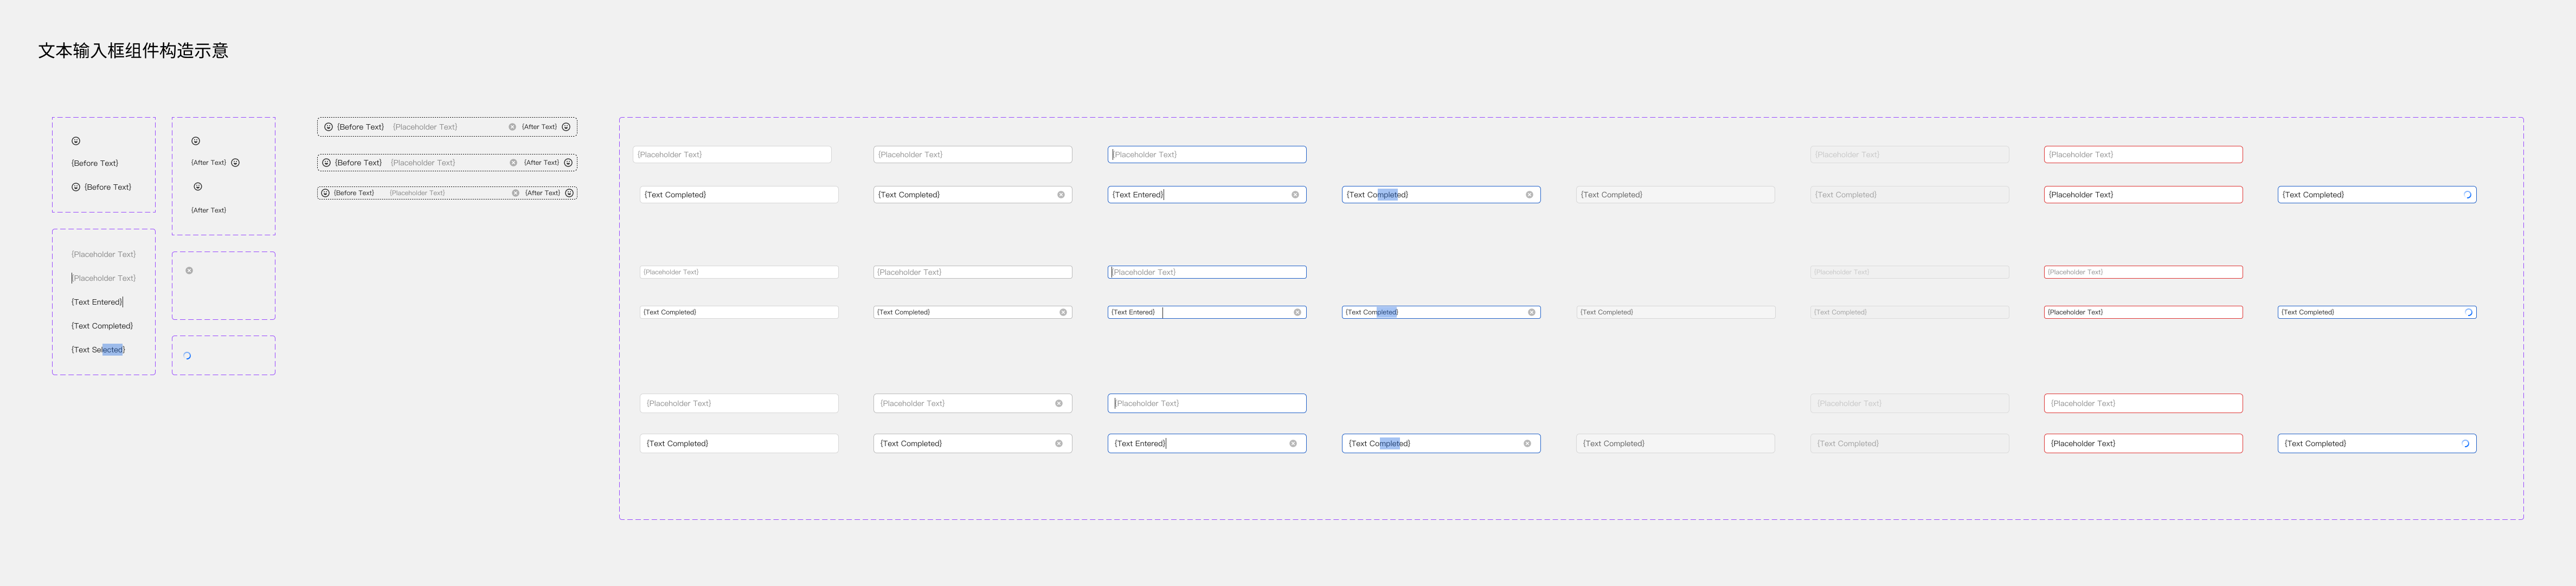 文本输入框组件构造示意
{Before Text}
{Before Text}
{Placeholder Text}
{Placeholder Text}
{Text Entered}
{Text Completed}
{Text Selected}
{After Text}
{After Text}
{Before Text} {Placeholder Text} {After Text}
{Before Text} {Placeholder Text} {After Text}
{Before Text} {Placeholder Text} {After Text}
{Placeholder Text} {Placeholder Text} {Placeholder Text} {Placeholder Text} {Placeholder Text}
{Text Completed} {Text Completed} {Text Entered} {Text Completed} {Text Completed} {Text Completed} {Placeholder Text} {Text Completed}
{Placeholder Text} {Placeholder Text} {Placeholder Text} {Placeholder Text} {Placeholder Text}
{Text Completed} {Text Completed} {Text Entered} {Text Completed} {Text Completed} {Text Completed} {Placeholder Text} {Text Completed}
{Placeholder Text} {Placeholder Text} {Placeholder Text} {Placeholder Text} {Placeholder Text}
{Text Completed} {Text Completed} {Text Entered} {Text Completed} {Text Completed} {Text Completed} {Placeholder Text} {Text Completed}